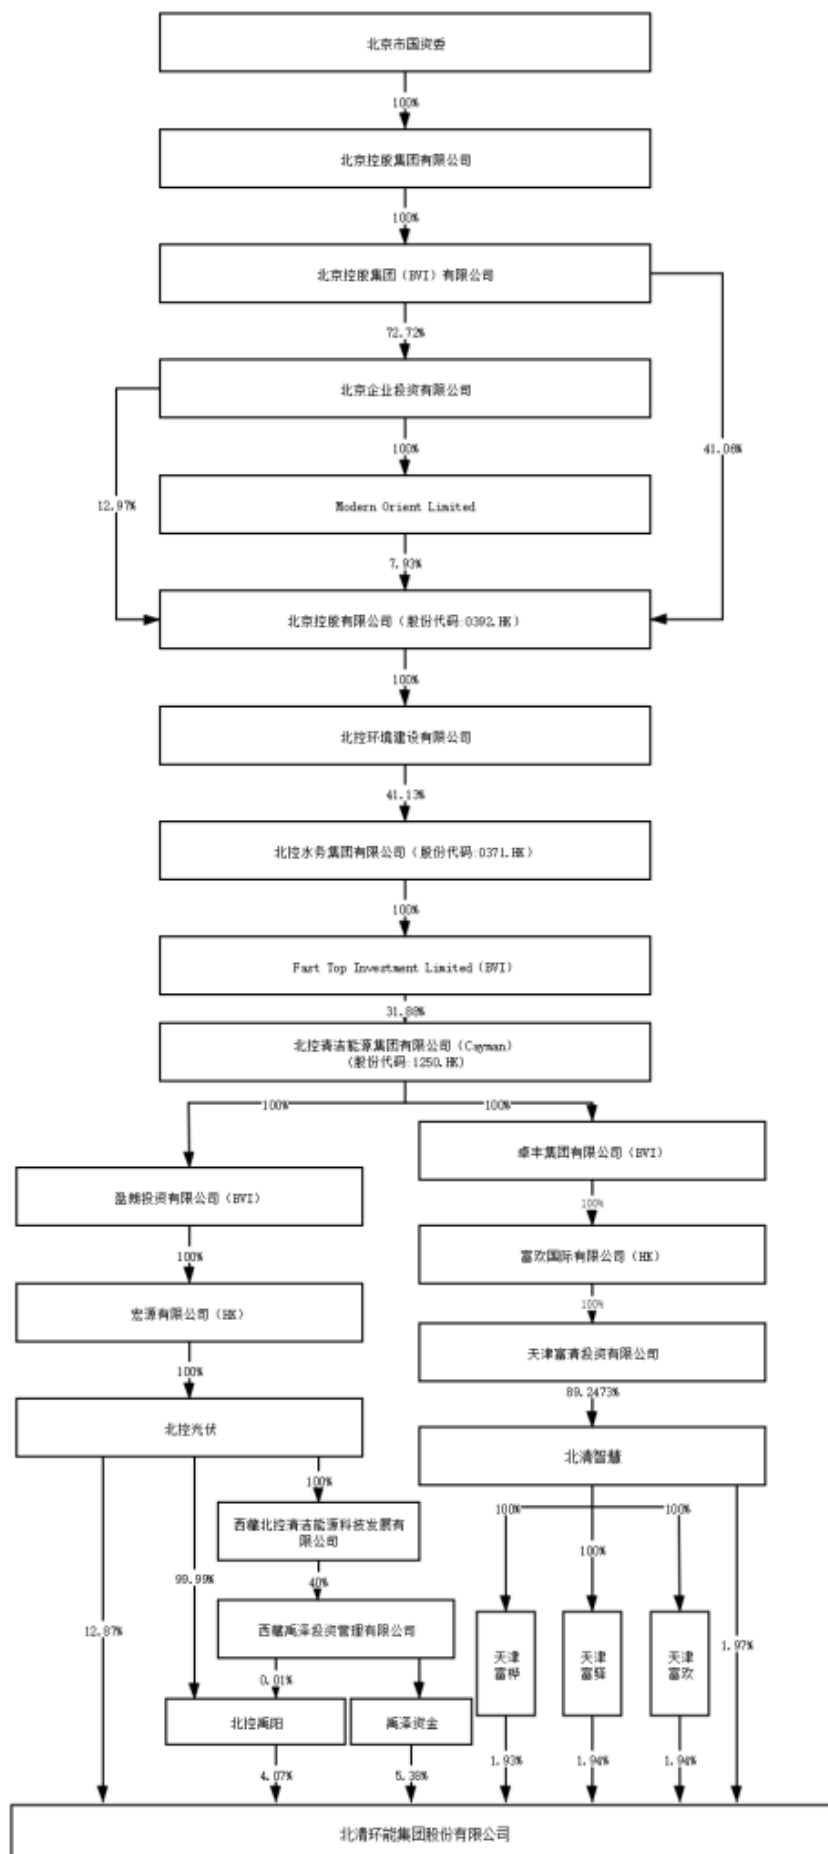 北京市国资委
100%
北京控股集团有限公司
100%
北京控股集团（BVI）有限公司
72.72%
北京企业投资有限公司
100%
41.06%
12.97%
Modern Orient Limited
7.93%
北京控股有限公司（股份代码:0392.HK）
100%
北控环境建设有限公司
41.13%
北控水务集团有限公司（股份代码:0371.HK）
100%
Fast Top Investment Limited (BVI)
31.88%
北控清洁能源集团有限公司（Cayman）
（股份代码:1250.HK）
100%
100%
卓丰集团有限公司（BVI）
投资有限公司（BVI）
100%
100%
富欢国际有限公司（HK）
100%
宏源有限公司（HK）
天津富清投资有限公司
100%
89.2473%
北控光伏
北清智慧
100%
西藏北控清洁能源科技发展有
限公司
100%
100%
100%
40%
99.99%
西藏禹泽投资管理有限公司
12.87%
天津
富桦
天津
富驿
天津
富欢
1.97%
0.01%
北控禹阳
禹泽资金
4.07%
5.38%
1.93%
1.94%
1.94%
北清环能集团股份有限公司